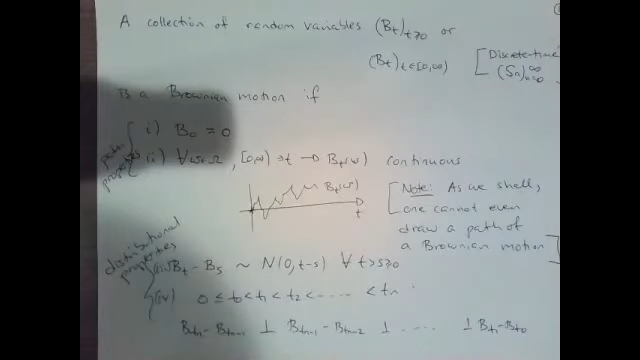 A collection of random variables (Bt)t≥0 or
(Bt)t∈[0,∞) [Discrete-time
(Sn)∞n=0
is a Brownian motion if
path properties
i) B0 = 0
ii) ∀ω∈Ω, [0,∞)∋t → Bt(ω) continuous
Bt(ω)
t
[Note: As we shell,
one cannot even
draw a path of
a Brownian motion]
distributional properties
iii) Bt - Bs ~ N(0, t-s) ∀ t>s≥0
(iv) 0 ≤ t0 < t1 < t2 < ..... < tn
Btn - Btn-1 ⊥ Btn-1 - Btn-2 ⊥ ..... ⊥ Bt1 - Bt0